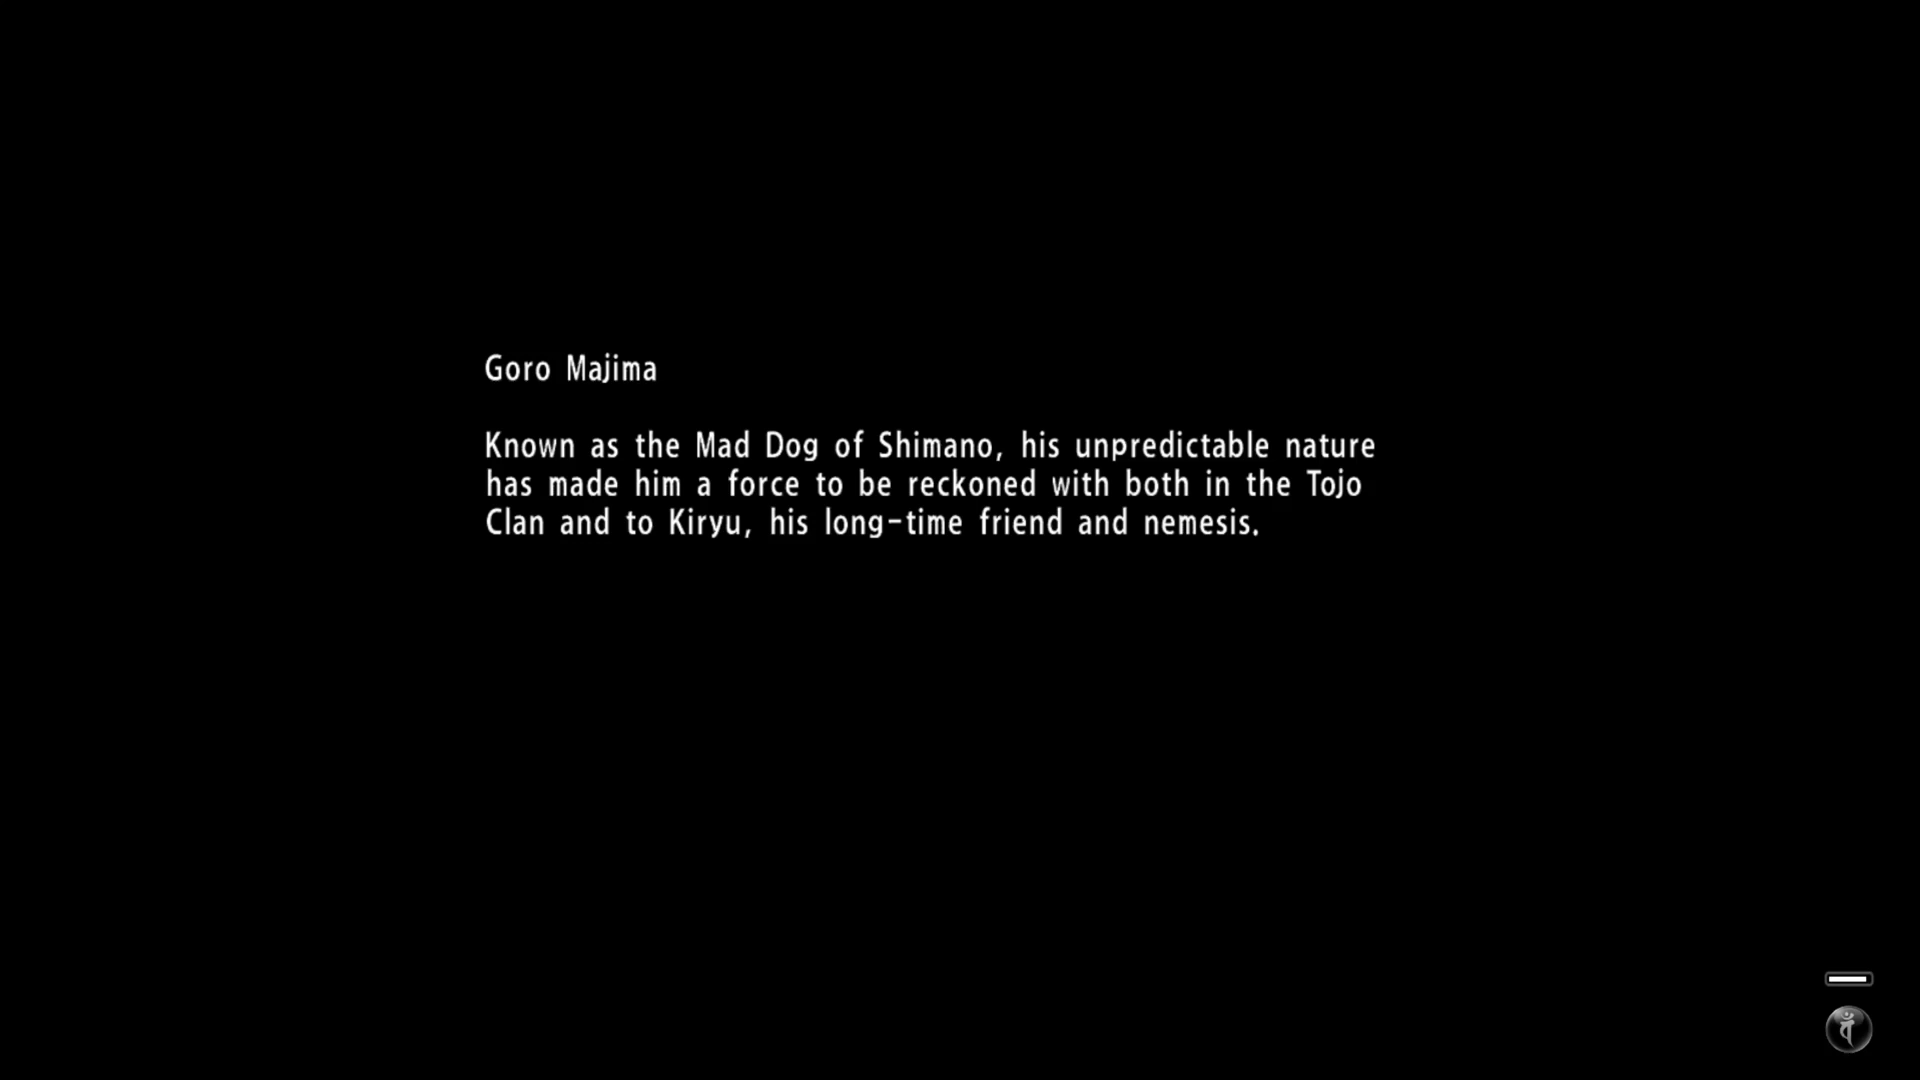 Goro Majima
Known as the Mad Dog of Shimano, his unpredictable nature
has made him a force to be reckoned with both in the Tojo
Clan and to Kiryu, his long-time friend and nemesis.